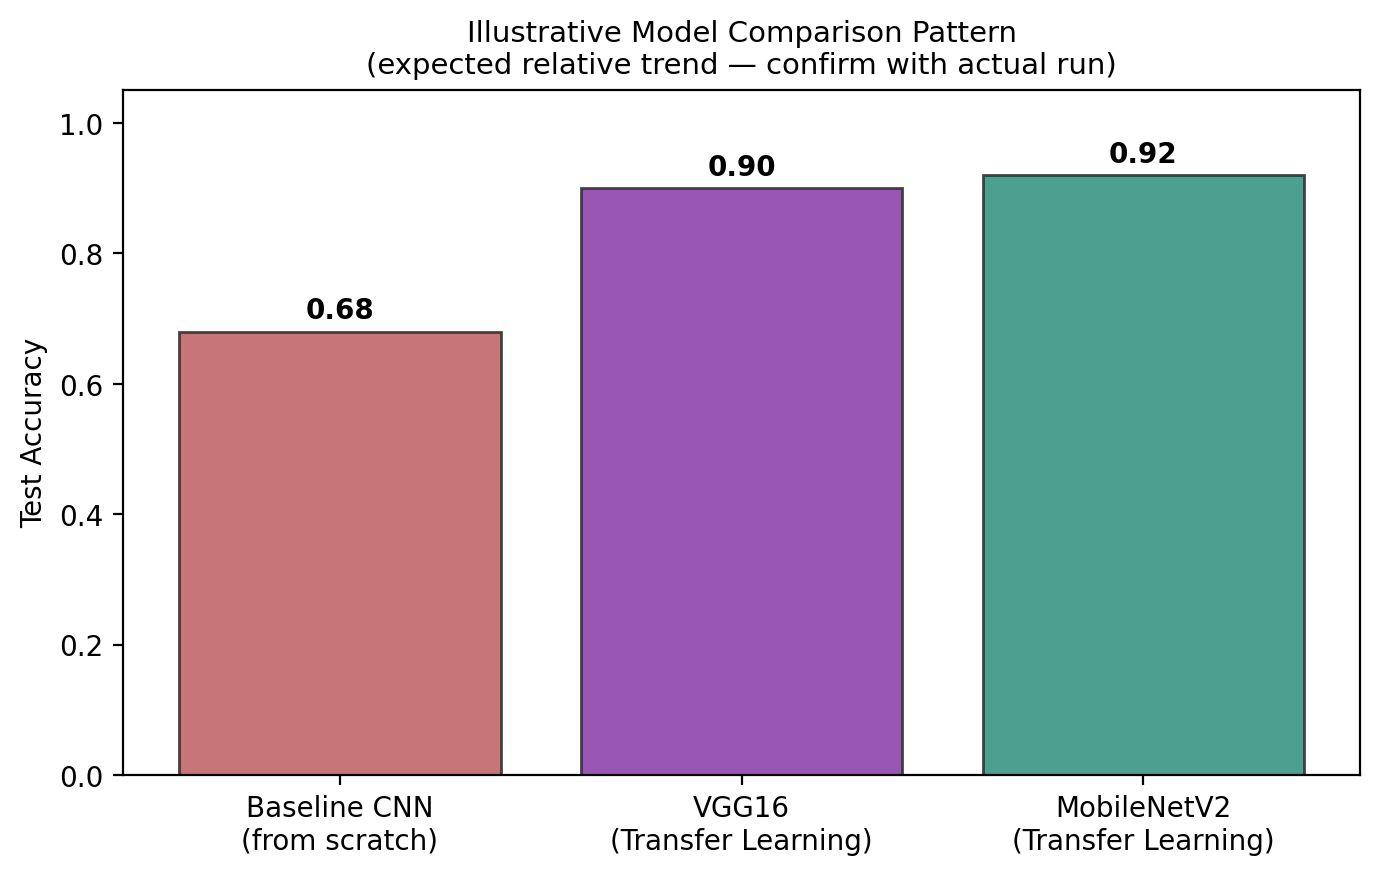 Illustrative Model Comparison Pattern
(expected relative trend — confirm with actual run)
1.0
0.8
0.6
0.4
0.2
0.0
Test Accuracy
0.68
0.90
0.92
Baseline CNN
(from scratch)
VGG16
(Transfer Learning)
MobileNetV2
(Transfer Learning)